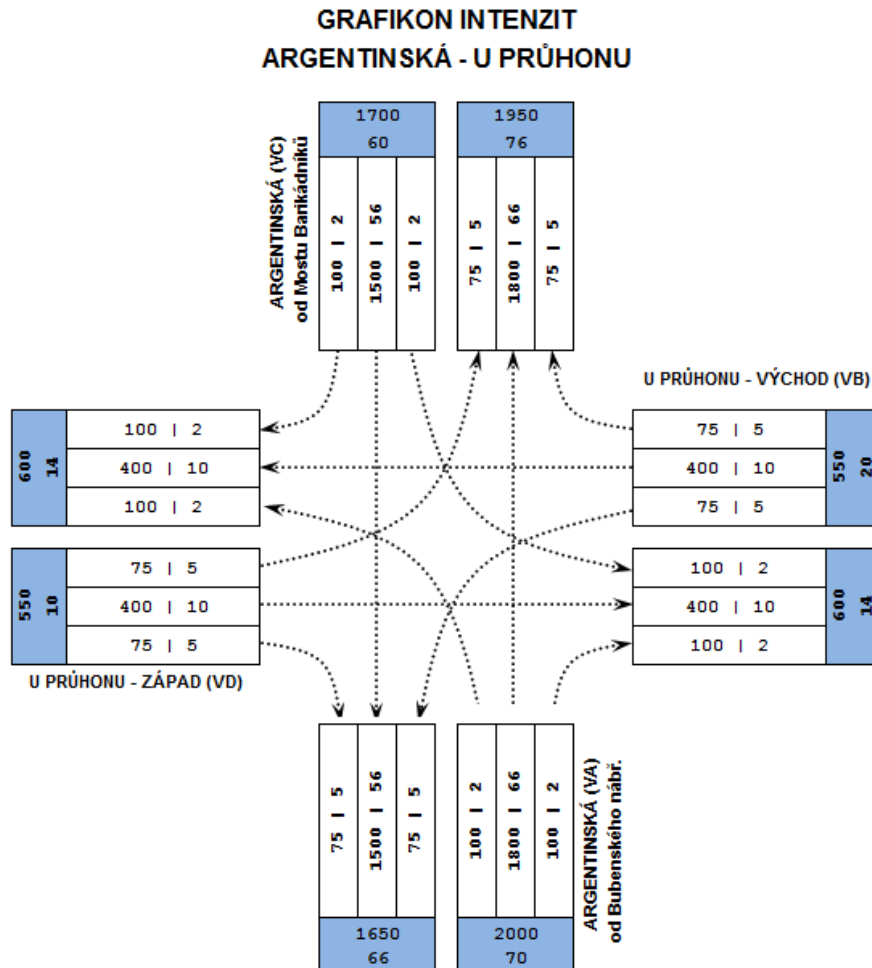 GRAFIKON INTENZIT
ARGENTINSKÁ - U PRŮHONU
ARGENTINSKÁ (VC)
od Mostu Barikádníků
1700
60
100 | 2
1500 | 56
100 | 2
1950
76
75 | 5
1800 | 66
75 | 5
600
14
100 | 2
400 | 10
100 | 2
U PRŮHONU - VÝCHOD (VB)
75 | 5
400 | 10
75 | 5
550
20
550
10
75 | 5
400 | 10
75 | 5
U PRŮHONU - ZÁPAD (VD)
100 | 2
400 | 10
100 | 2
600
14
75 | 5
1500 | 56
75 | 5
1650
66
100 | 2
1800 | 66
100 | 2
2000
70
ARGENTINSKÁ (VA)
od Bubenského nábř.